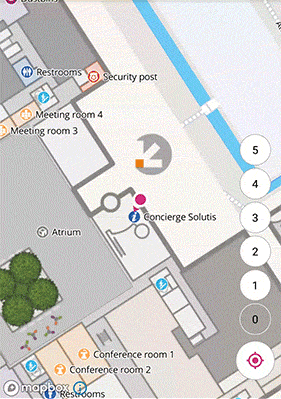 Dustbins
Restrooms
Security post
Meeting room 4
Meeting room 3
5
4
Concierge Solutis
3
Atrium
2
1
0
Conference room 1
Conference room 2
mapbox
Restrooms